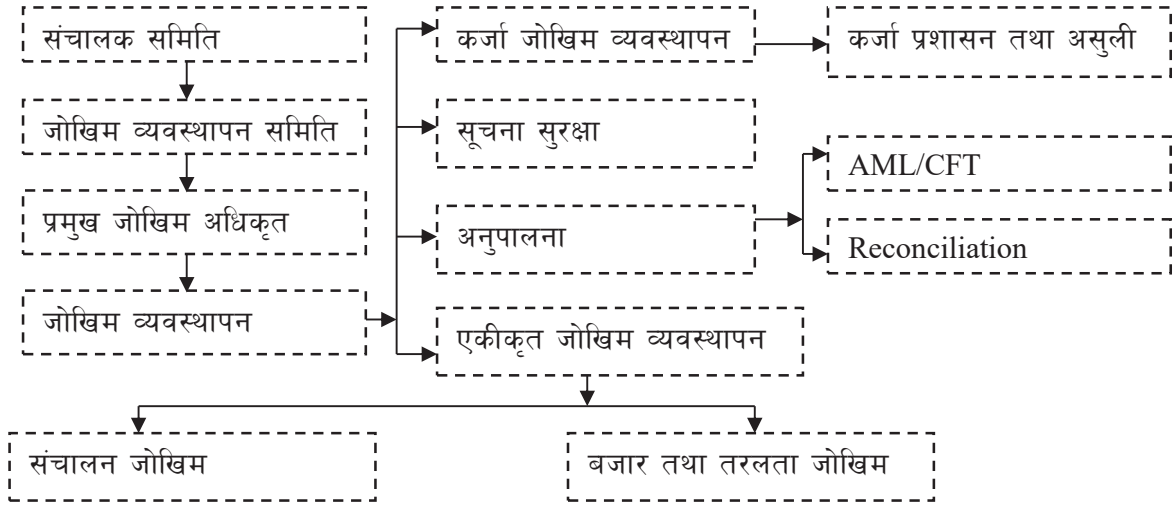 संचालक समिति
जोखिम व्यवस्थापन समिति
प्रमुख जोखिम अधिकृत
जोखिम व्यवस्थापन
कर्जा जोखिम व्यवस्थापन
कर्जा प्रशासन तथा असुली
सूचना सुरक्षा
अनुपालना
AML/CFT
Reconciliation
एकीकृत जोखिम व्यवस्थापन
संचालन जोखिम
बजार तथा तरलता जोखिम